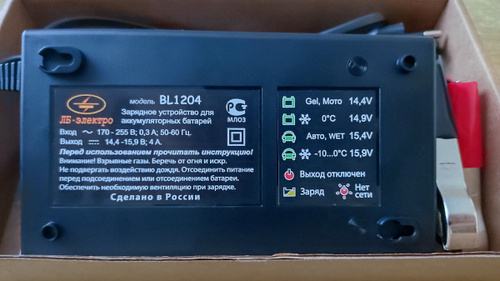 ЛБ-электро
модель BL1204
Зарядное устройство для
аккумуляторных батарей
МЛ03
Вход ~ 170 - 255 В; 0,3 А; 50-60 Гц.
Выход ⎓ 14,4 -15,9 В; 4 А
Перед использованием прочитать инструкцию!
Внимание! Взрывные газы. Беречь от огня и искр.
Не подвергать воздействию дождя. Отсоединить питание
перед подсоединением или отсоединением батареи.
Обеспечить необходимую вентиляцию при зарядке.
Сделано в России
Gel, Мото 14,4V
0°C 14,9V
Авто, WET 15,4V
-10...0°C 15,9V
Выход отключен
Заряд
Нет
сети